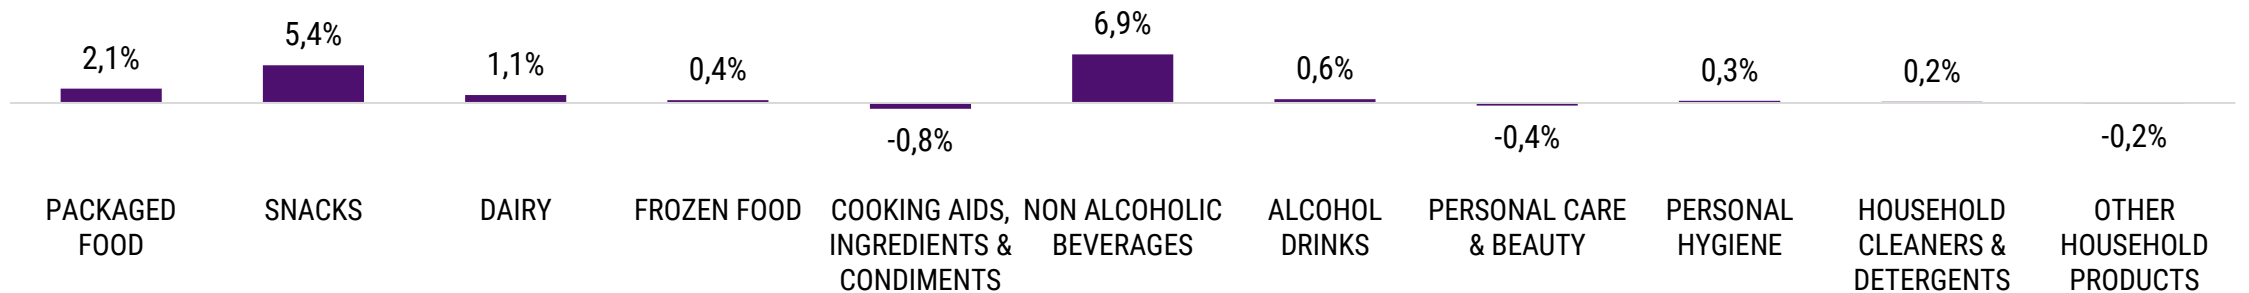 2,1%
5,4%
1,1%
0,4%
-0,8%
6,9%
0,6%
-0,4%
0,3%
0,2%
-0,2%
PACKAGED
FOOD
SNACKS
DAIRY
FROZEN FOOD
COOKING AIDS,
INGREDIENTS &
CONDIMENTS
NON ALCOHOLIC
BEVERAGES
ALCOHOL
DRINKS
PERSONAL CARE
& BEAUTY
PERSONAL
HYGIENE
HOUSEHOLD
CLEANERS &
DETERGENTS
OTHER
HOUSEHOLD
PRODUCTS